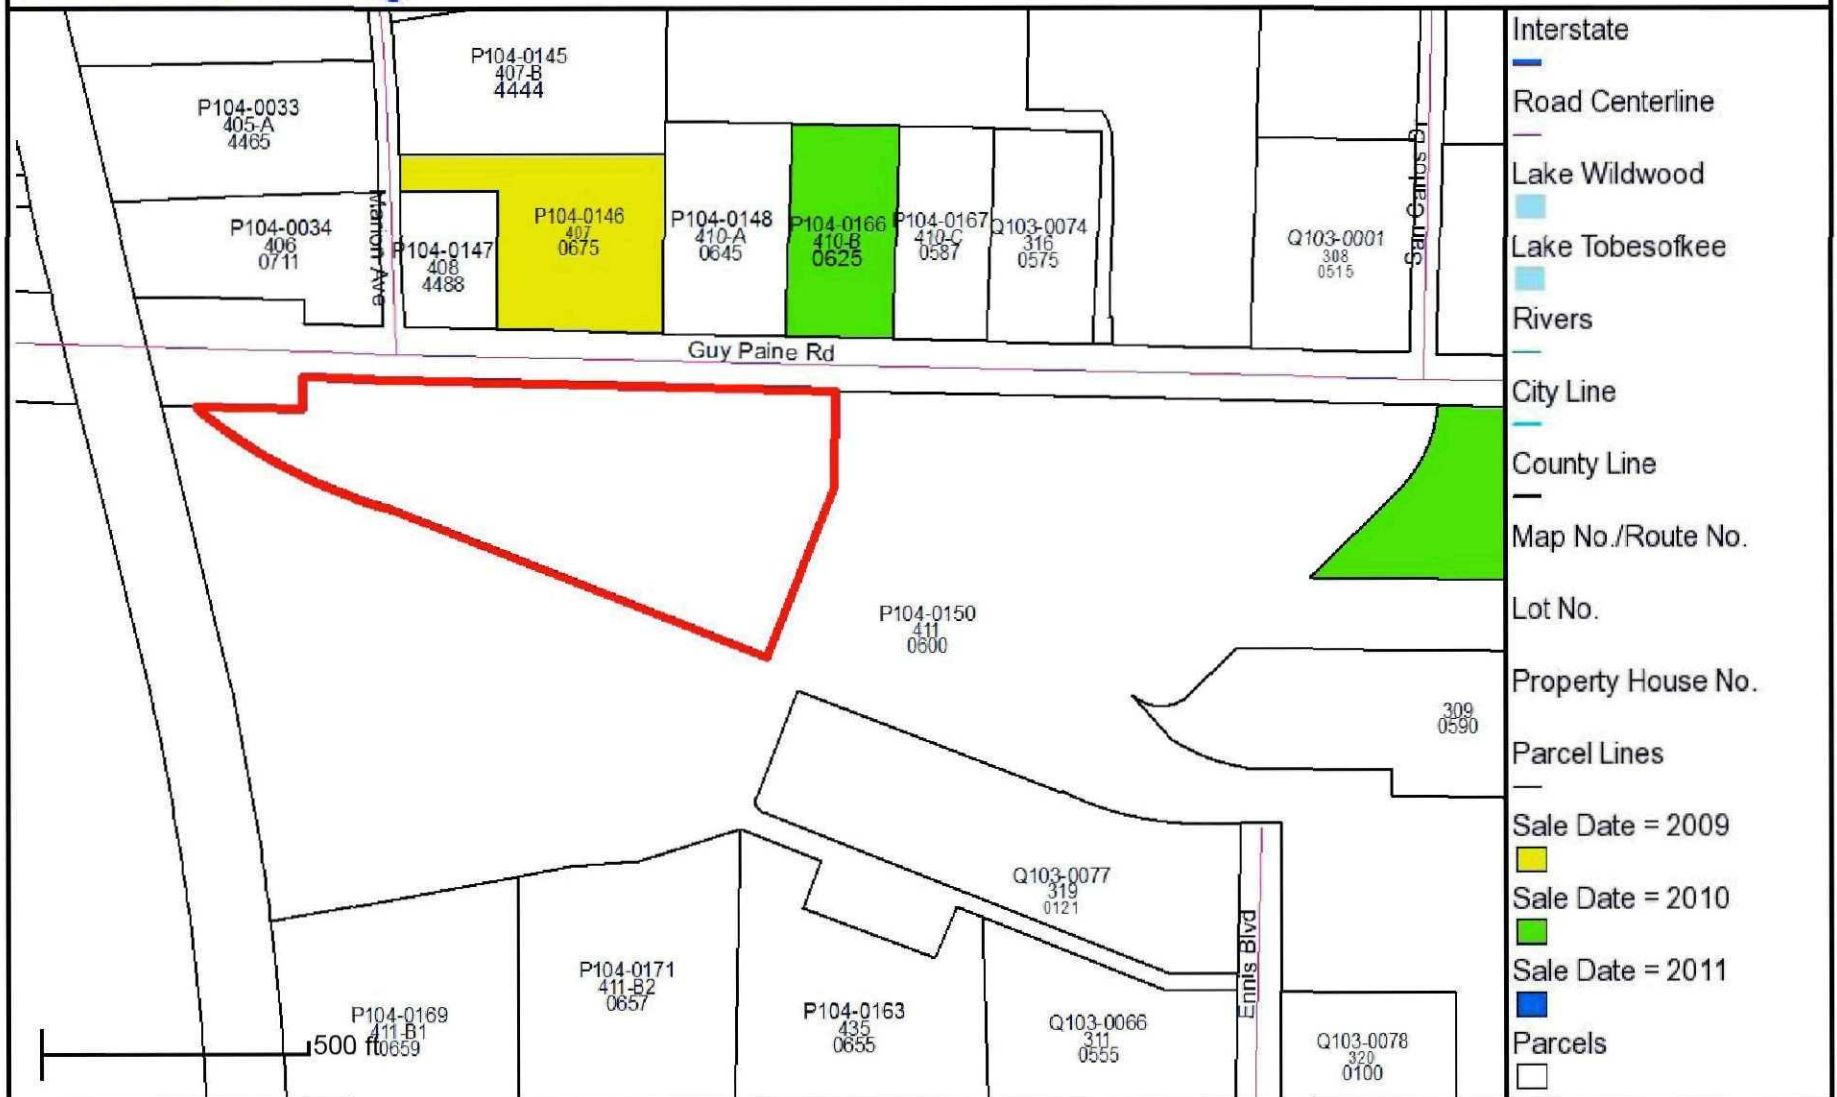 P104-0145
407-B
4444
P104-0033
405-A
4465
P104-0034
406
0711
Marion Ave
P104-0147
408
4488
P104-0146
407
0675
P104-0148
410-A
0645
P104-0166
410-B
0625
P104-0167
410-C
0587
Q103-0074
316
0575
Q103-0001
308
0515
San Carlos Dr
Guy Paine Rd
P104-0150
411
0600
309
0590
Q103-0077
319
0121
Ennis Blvd
P104-0169
411-B1
0659
500 ft
P104-0171
411-B2
0657
P104-0163
435
0655
Q103-0066
311
0555
Q103-0078
320
0100
Interstate
Road Centerline
Lake Wildwood
Lake Tobesofkee
Rivers
City Line
County Line
Map No./Route No.
Lot No.
Property House No.
Parcel Lines
Sale Date = 2009
Sale Date = 2010
Sale Date = 2011
Parcels